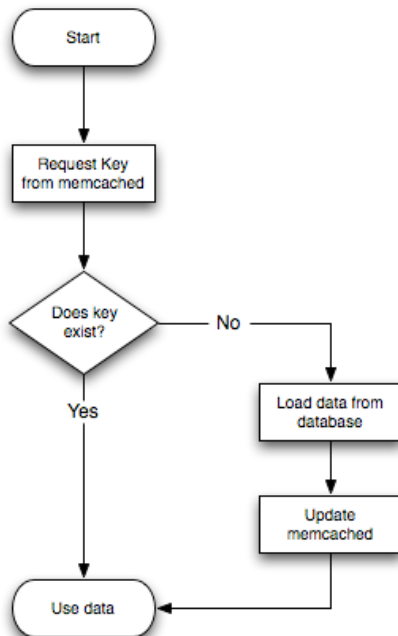 Start
Request Key
from memcached
Does key
exist?
No
Yes
Load data from
database
Update
memcached
Use data